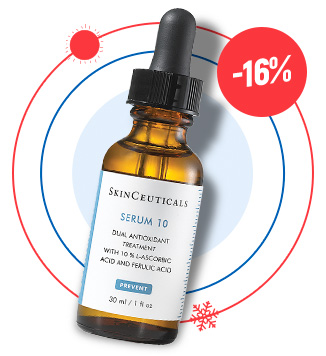 -16%
SKINCEUTICALS
SERUM 10
DUAL ANTIOXIDANT
TREATMENT
WITH 10 % L-ASCORBIC
ACID AND FERULIC ACID
PREVENT
30 ml / 1 fl oz